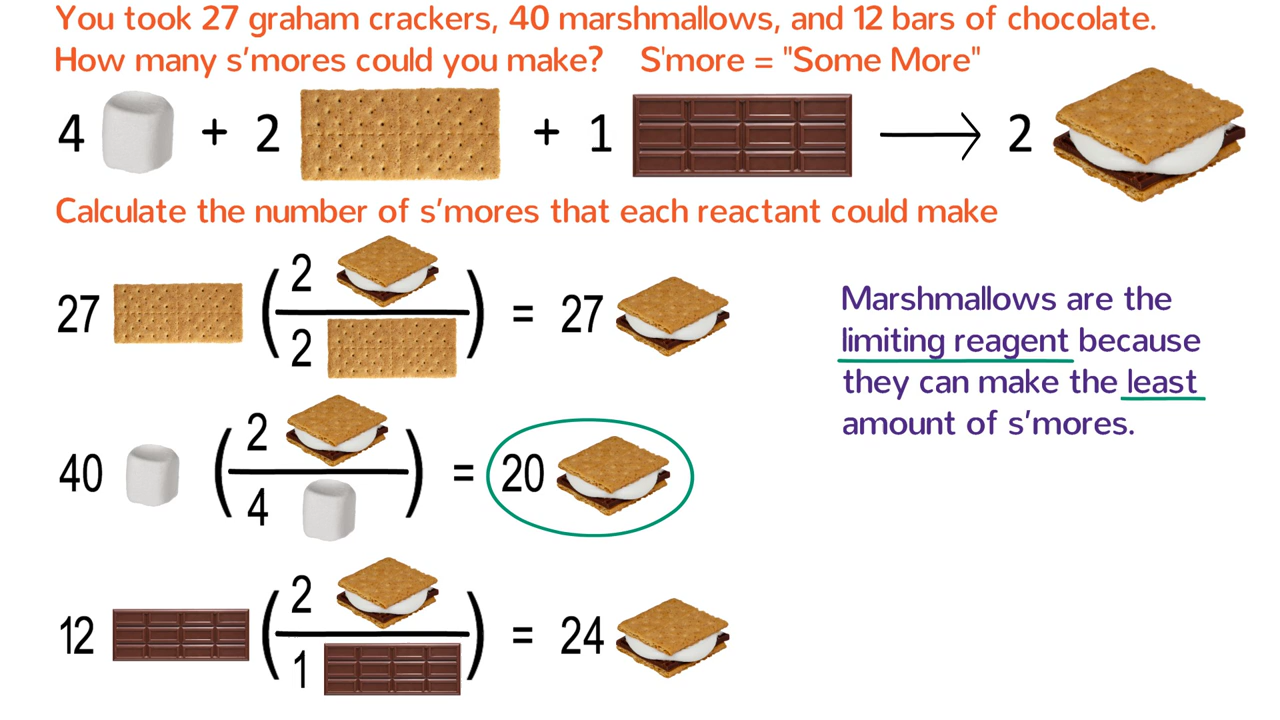 You took 27 graham crackers, 40 marshmallows, and 12 bars of chocolate.
How many s’mores could you make? S'more = "Some More"
4 + 2 + 1 ⟶ 2
Calculate the number of s’mores that each reactant could make
27 ( 2 / 2 ) = 27
40 ( 2 / 4 ) = 20
12 ( 2 / 1 ) = 24
Marshmallows are the
limiting reagent because
they can make the least
amount of s’mores.